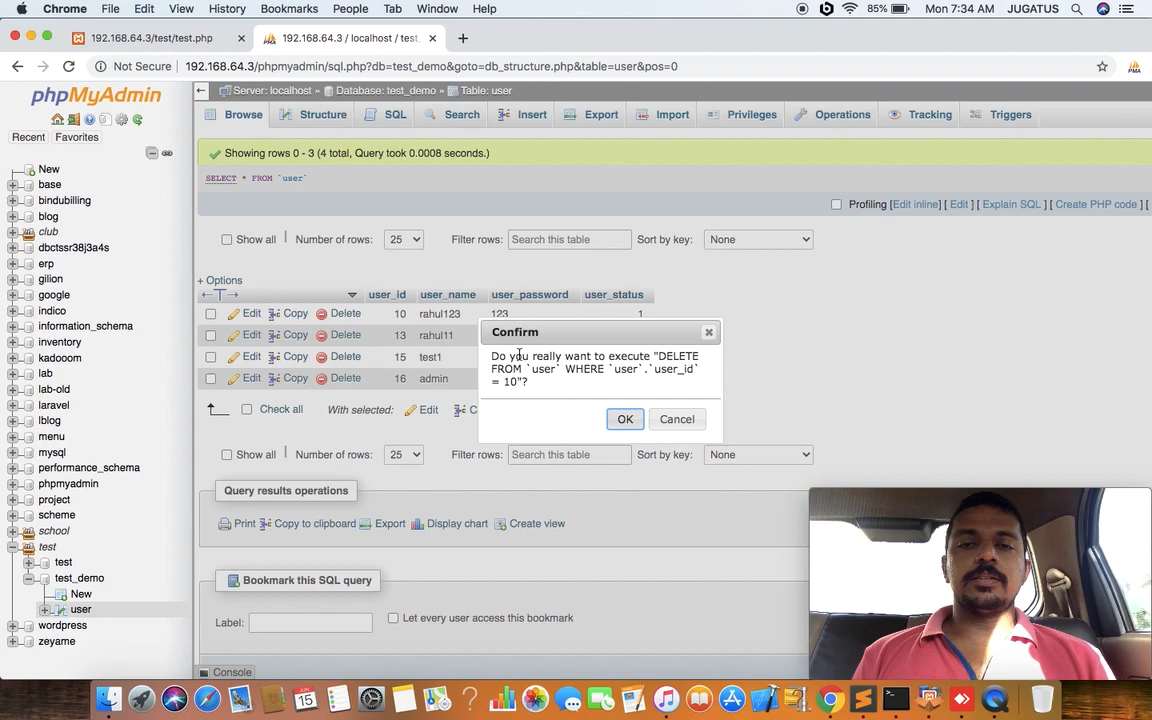 Chrome File Edit View History Bookmarks People Tab Window Help 85% Mon 7:34 AM JUGATUS
192.168.64.3/test/test.php 192.168.64.3 / localhost / test_
Not Secure 192.168.64.3/phpmyadmin/sql.php?db=test_demo&goto=db_structure.php&table=user&pos=0
phpMyAdmin
Recent Favorites
New
base
bindubilling
blog
club
dbctssr38j3a4s
erp
gilion
google
indico
information_schema
inventory
kadooom
lab
lab-old
laravel
lblog
menu
mysql
performance_schema
phpmyadmin
project
scheme
school
test
test
test_demo
New
user
wordpress
zeyame
Server: localhost » Database: test_demo » Table: user
Browse Structure SQL Search Insert Export Import Privileges Operations Tracking Triggers
Showing rows 0 - 3 (4 total, Query took 0.0008 seconds.)
SELECT * FROM `user`
Profiling [Edit inline] [ Edit ] [ Explain SQL ] [ Create PHP code ] [
Show all Number of rows: 25 Filter rows: Search this table Sort by key: None
+ Options
user_id user_name user_password user_status
Edit Copy Delete 10 rahul123 123 1
Edit Copy Delete 13 rahul11
Edit Copy Delete 15 test1
Edit Copy Delete 16 admin
Check all With selected: Edit C
Confirm
Do you really want to execute "DELETE
FROM `user` WHERE `user`.`user_id`
= 10"?
OK Cancel
Show all Number of rows: 25 Filter rows: Search this table Sort by key: None
Query results operations
Print Copy to clipboard Export Display chart Create view
Bookmark this SQL query
Label: Let every user access this bookmark
Console